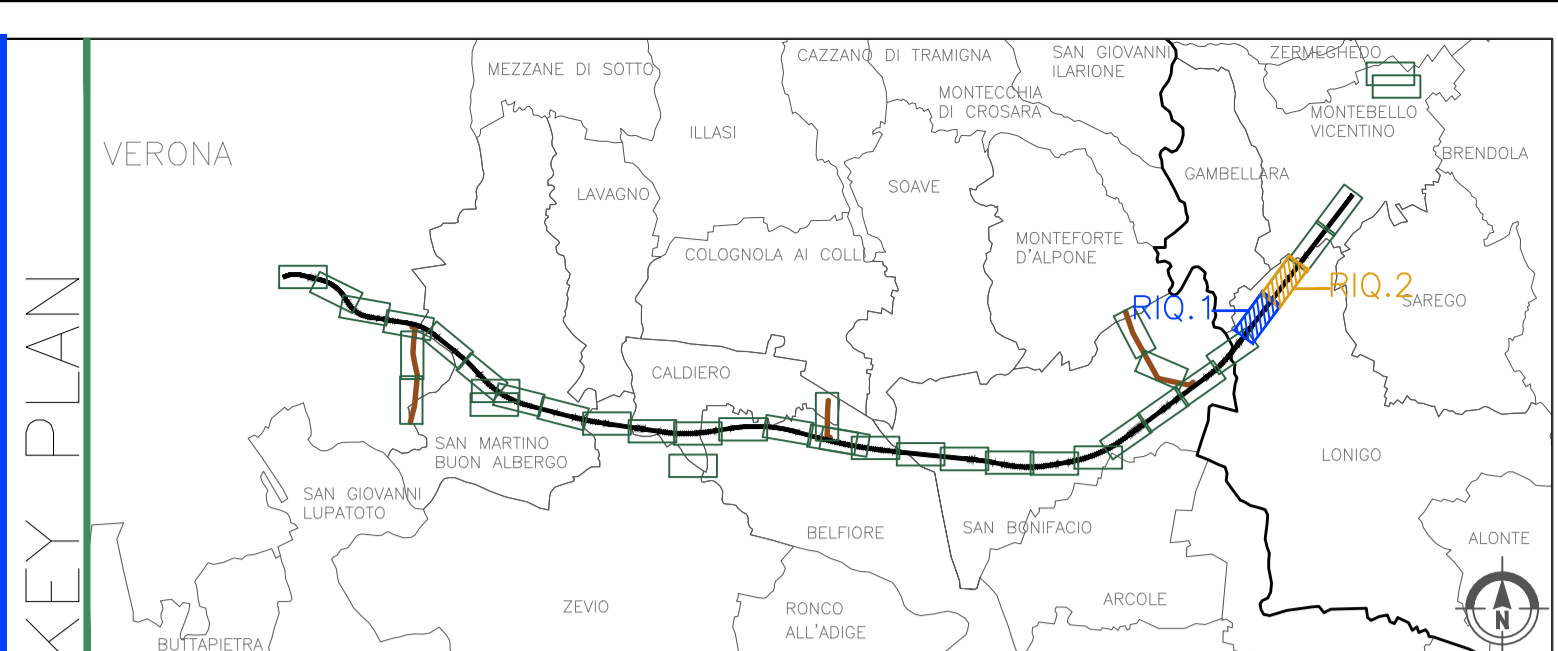 KEY PLAN
CAZZANO DI TRAMIGNA
SAN GIOVANNI
ILARIONE
ZERMEGHEDO
MEZZANE DI SOTTO
MONTECCHIA
DI CROSARA
MONTEBELLO
VICENTINO
ILLASI
VERONA
BRENDOLA
GAMBELLARA
SOAVE
LAVAGNO
MONTEFORTE
D'ALPONE
COLOGNOLA AI COLLI
RIQ.2
SAREGO
RIQ.1
CALDIERO
SAN MARTINO
BUON ALBERGO
LONIGO
SAN GIOVANNI
LUPATOTO
BELFIORE
SAN BONIFACIO
ALONTE
ZEVIO
RONCO
ALL'ADIGE
ARCOLE
N
BUTTAPIETRA